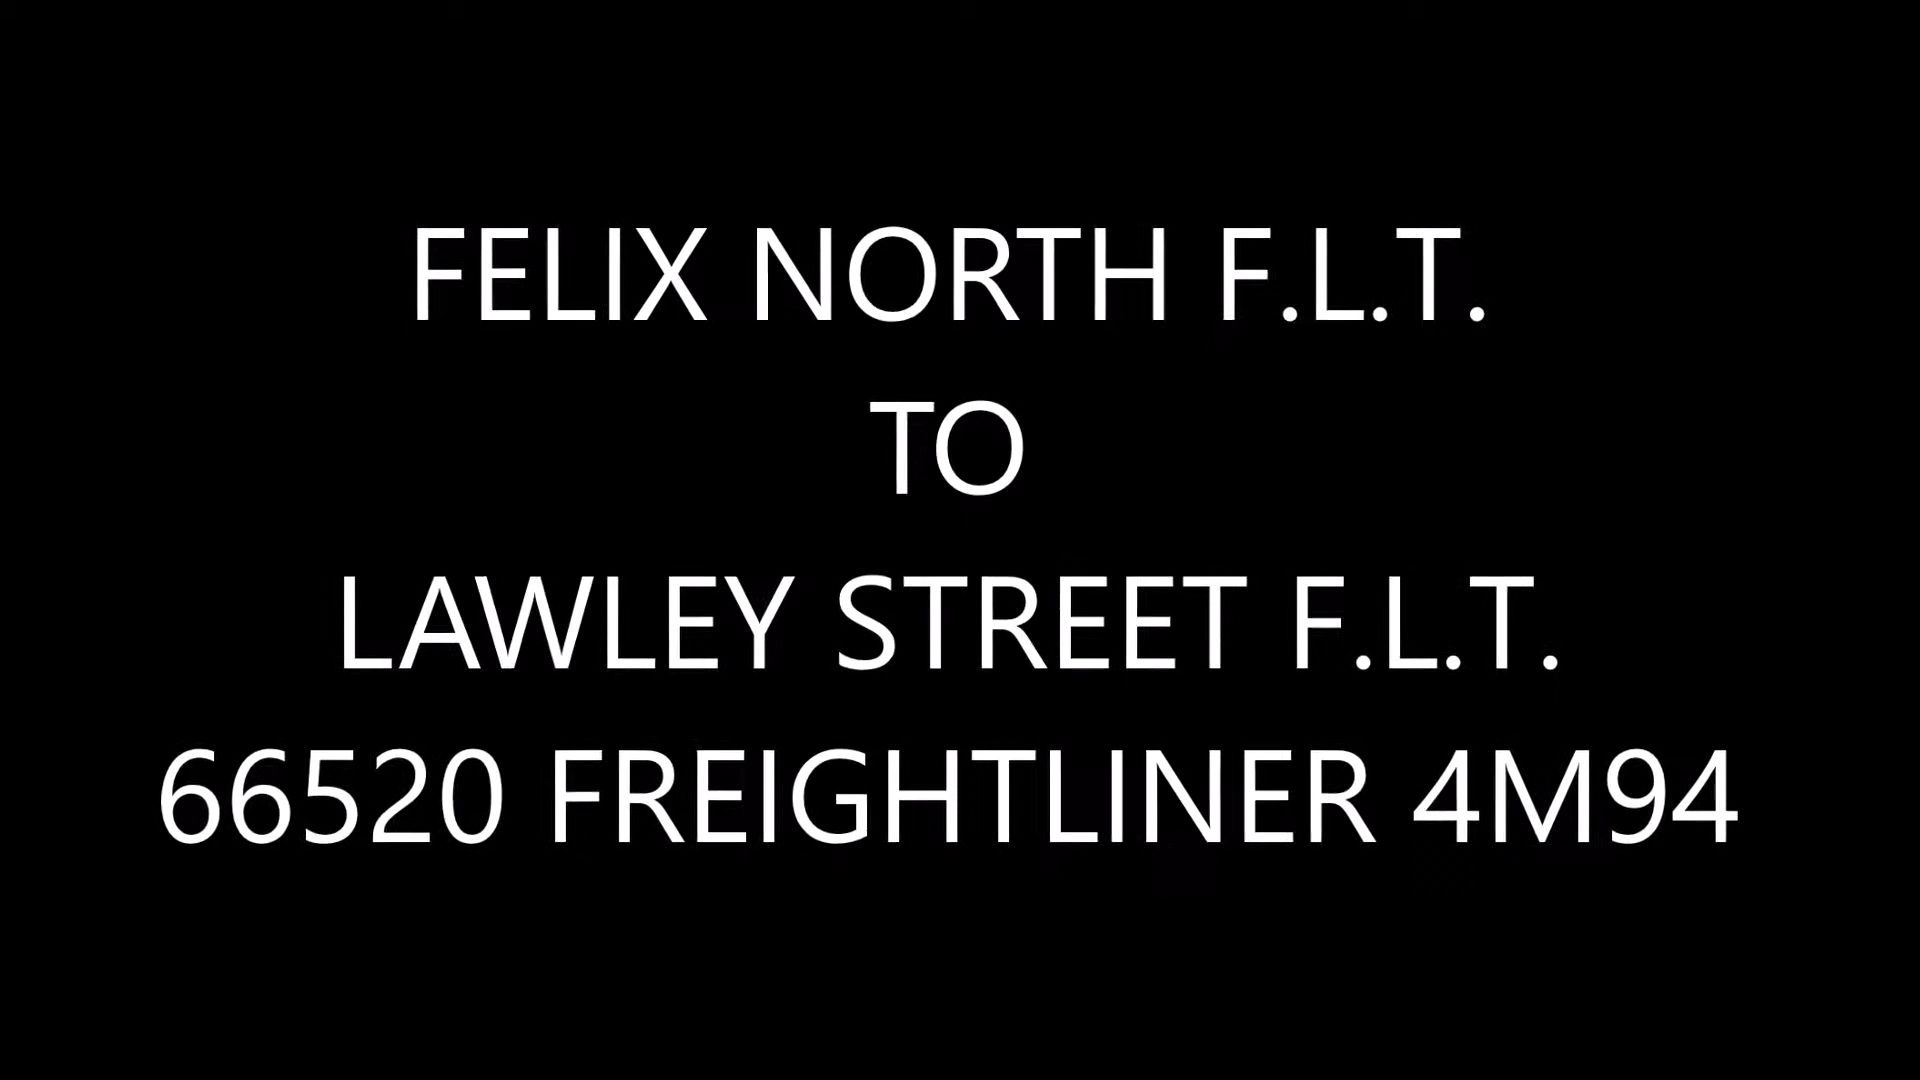 FELIX NORTH F.L.T.
TO
LAWLEY STREET F.L.T.
66520 FREIGHTLINER 4M94